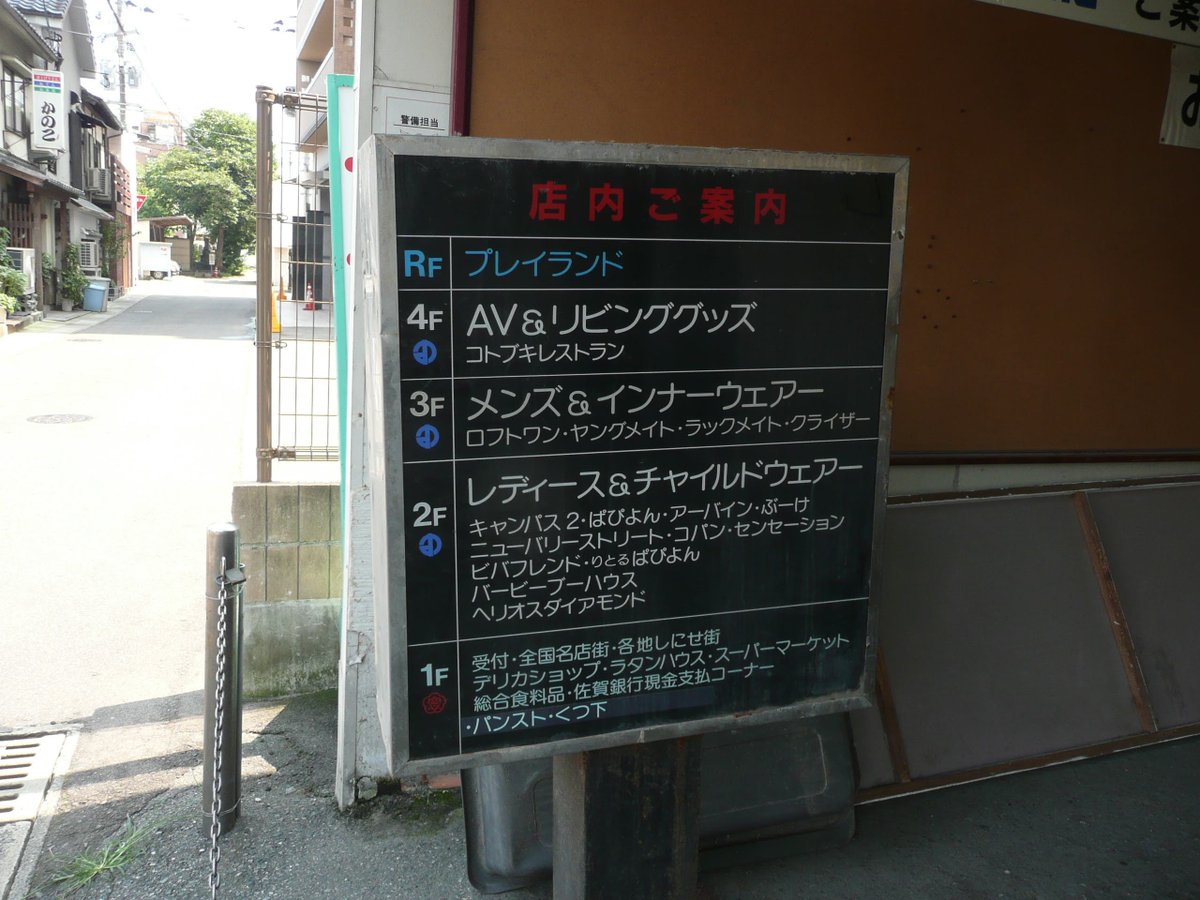 かのこ
警備担当
ご案
お
店内ご案内
RF プレイランド
4F AV&リビンググッズ
コトブキレストラン
3F メンズ&インナーウェアー
ロフトワン・ヤングメイト・ラックメイト・クライザー
2F レディース&チャイルドウェアー
キャンパス2・ぱぴよん・アーバイン・ぶーけ
ニューバリーストリート・コパン・センセーション
ビバフレンド・りとるぱぴよん
バービーブーハウス
ヘリオスダイアモンド
1F 受付・全国名店街・各地しにせ街
デリカショップ・ラタンハウス・スーパーマーケット
総合食料品・佐賀銀行現金支払コーナー
・パンスト・くつ下